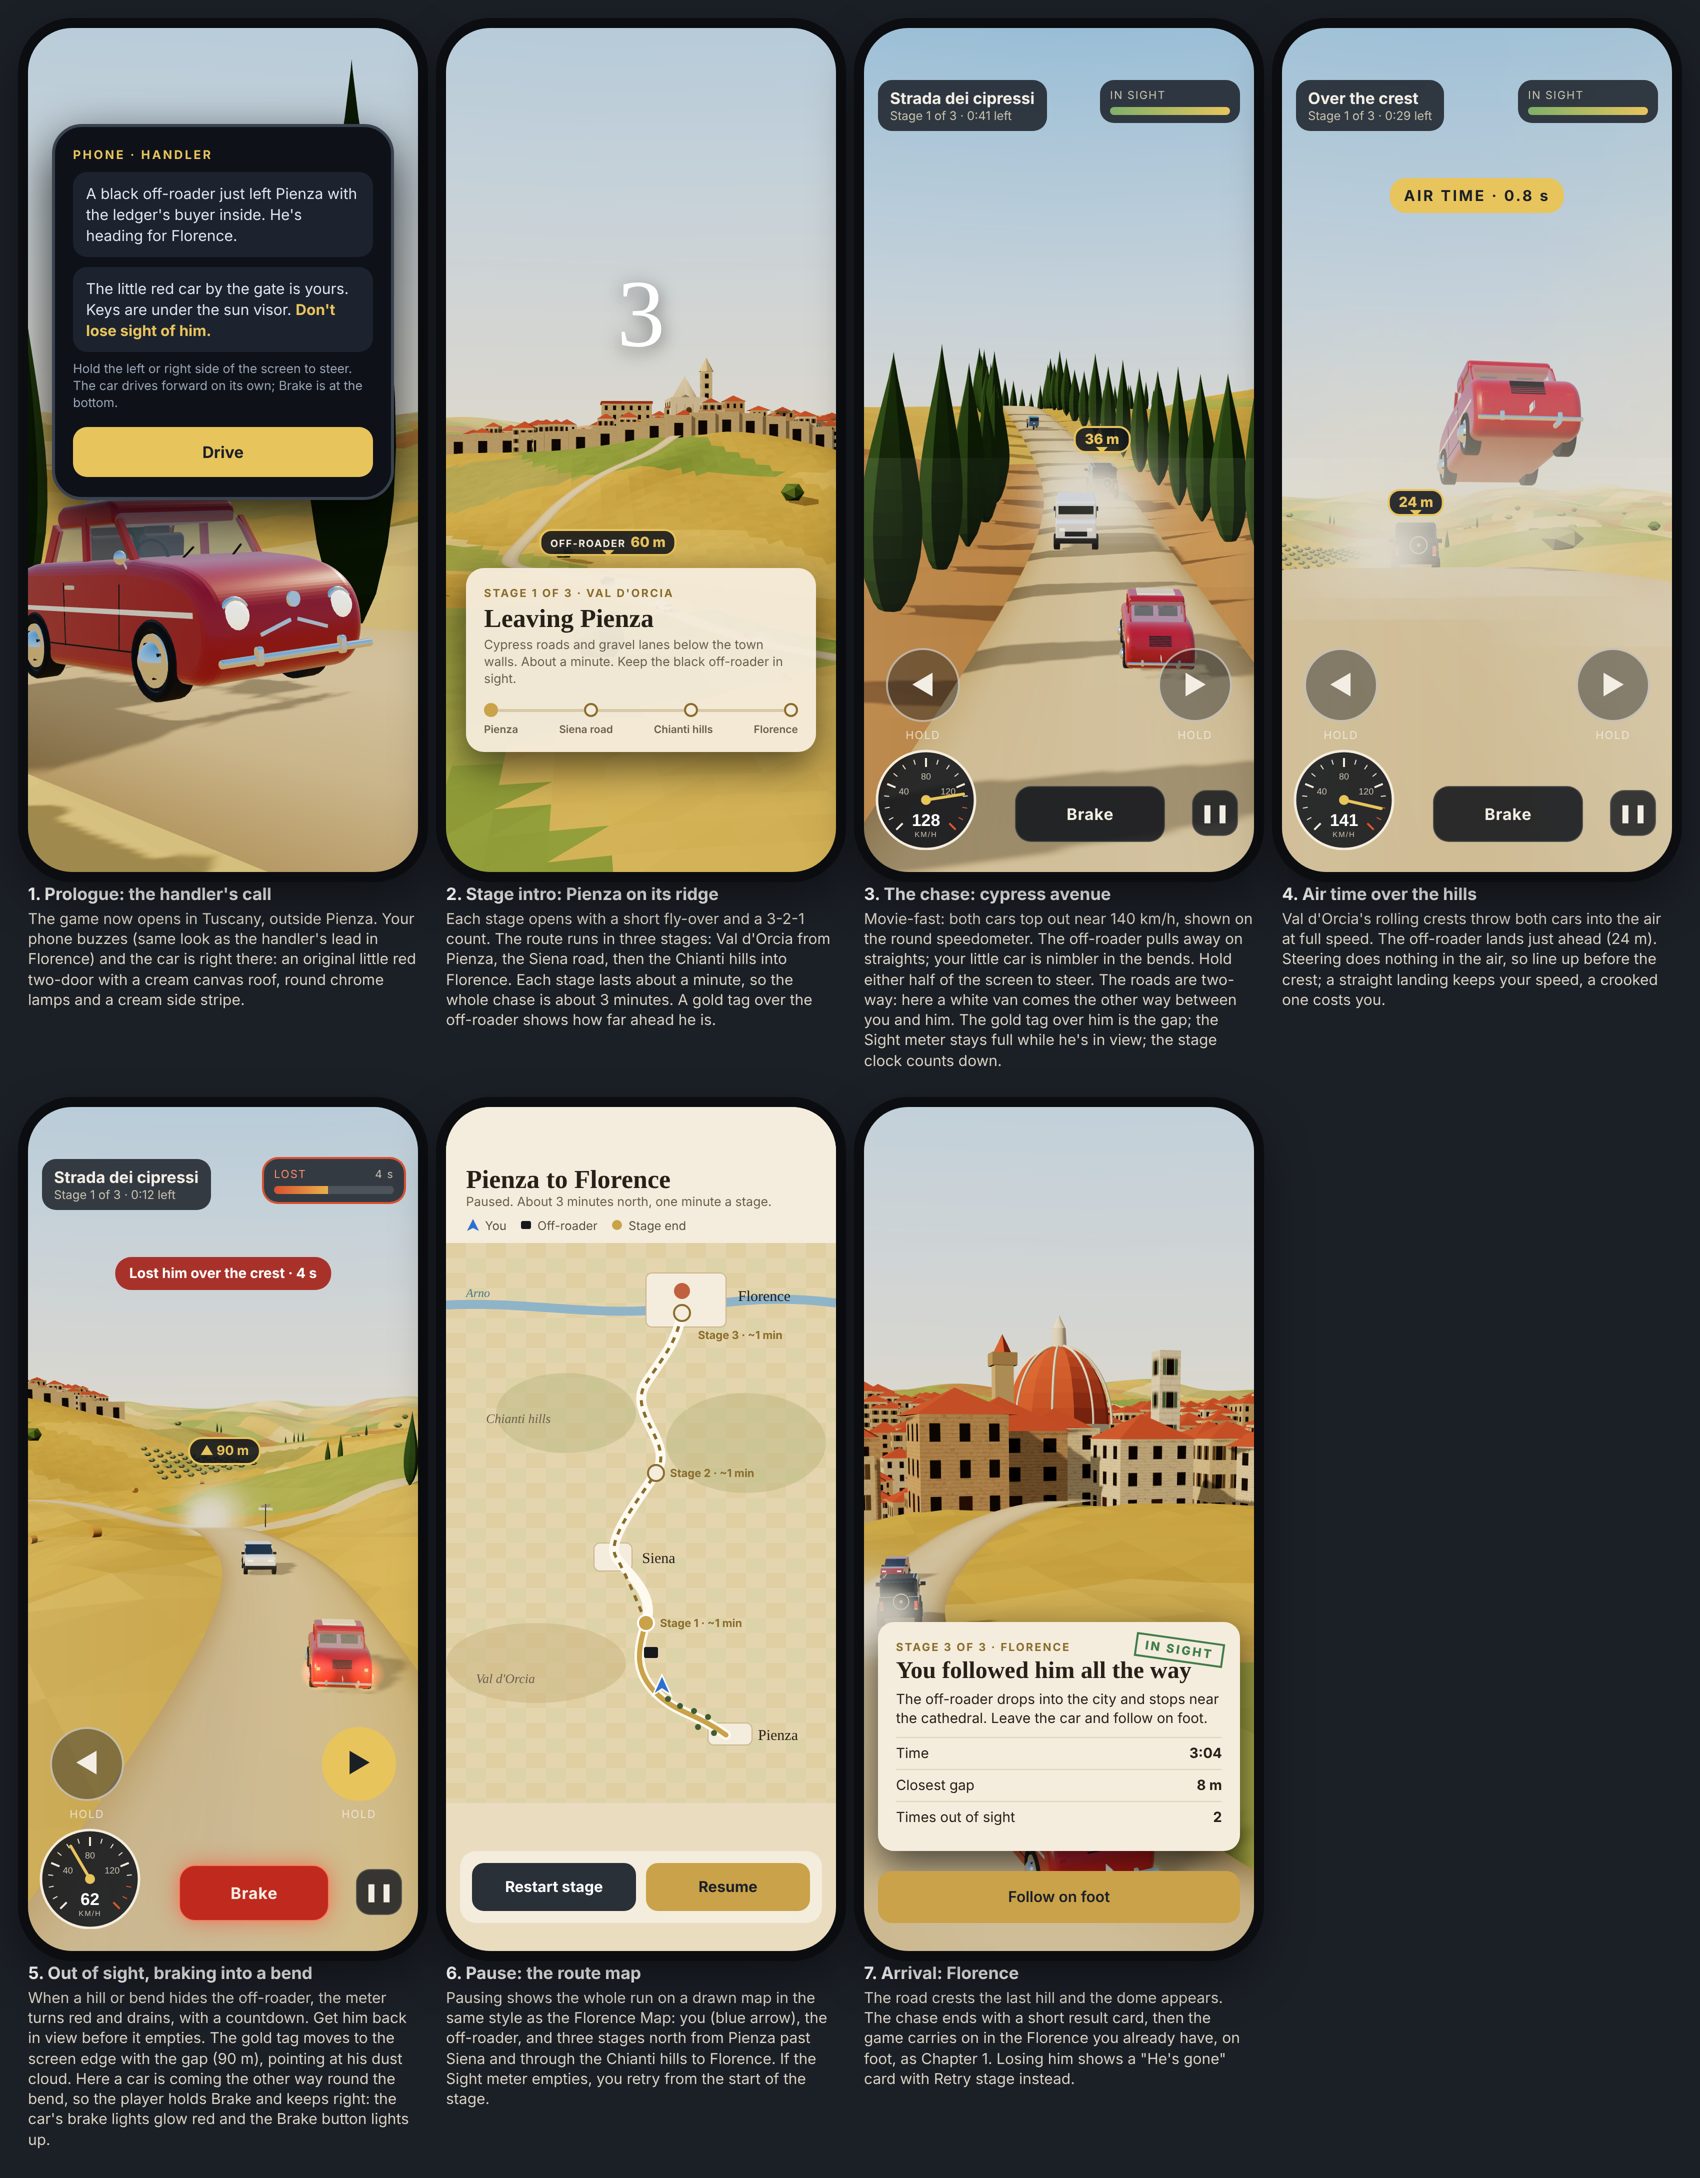 PHONE · HANDLER
A black off-roader just left Pienza with
the ledger's buyer inside. He's
heading for Florence.
The little red car by the gate is yours.
Keys are under the sun visor. Don't
lose sight of him.
Hold the left or right side of the screen to steer.
The car drives forward on its own; Brake is at the
bottom.
Drive
1. Prologue: the handler's call
The game now opens in Tuscany, outside Pienza. Your
phone buzzes (same look as the handler's lead in
Florence) and the car is right there: an original little red
two-door with a cream canvas roof, round chrome
lamps and a cream side stripe.
3
OFF-ROADER 60 m
STAGE 1 OF 3 · VAL D'ORCIA
Leaving Pienza
Cypress roads and gravel lanes below the town
walls. About a minute. Keep the black off-roader in
sight.
Pienza Siena road Chianti hills Florence
2. Stage intro: Pienza on its ridge
Each stage opens with a short fly-over and a 3-2-1
count. The route runs in three stages: Val d'Orcia from
Pienza, the Siena road, then the Chianti hills into
Florence. Each stage lasts about a minute, so the
whole chase is about 3 minutes. A gold tag over the
off-roader shows how far ahead he is.
Strada dei cipressi
Stage 1 of 3 · 0:41 left
IN SIGHT
36 m
HOLD
HOLD
40 80 120
128
KM/H
Brake
3. The chase: cypress avenue
Movie-fast: both cars top out near 140 km/h, shown on
the round speedometer. The off-roader pulls away on
straights; your little car is nimbler in the bends. Hold
either half of the screen to steer. The roads are two-
way: here a white van comes the other way between
you and him. The gold tag over him is the gap; the
Sight meter stays full while he's in view; the stage
clock counts down.
Over the crest
Stage 1 of 3 · 0:29 left
IN SIGHT
AIR TIME · 0.8 s
24 m
HOLD
HOLD
40 80 120
141
KM/H
Brake
4. Air time over the hills
Val d'Orcia's rolling crests throw both cars into the air
at full speed. The off-roader lands just ahead (24 m).
Steering does nothing in the air, so line up before the
crest; a straight landing keeps your speed, a crooked
one costs you.
Strada dei cipressi
Stage 1 of 3 · 0:12 left
LOST 4 s
Lost him over the crest · 4 s
90 m
HOLD
HOLD
40 80 120
62
KM/H
Brake
5. Out of sight, braking into a bend
When a hill or bend hides the off-roader, the meter
turns red and drains, with a countdown. Get him back
in view before it empties. The gold tag moves to the
screen edge with the gap (90 m), pointing at his dust
cloud. Here a car is coming the other way round the
bend, so the player holds Brake and keeps right: the
car's brake lights glow red and the Brake button lights
up.
Pienza to Florence
Paused. About 3 minutes north, one minute a stage.
You Off-roader Stage end
Arno
Florence
Stage 3 · ~1 min
Chianti hills
Stage 2 · ~1 min
Siena
Stage 1 · ~1 min
Val d'Orcia
Pienza
Restart stage
Resume
6. Pause: the route map
Pausing shows the whole run on a drawn map in the
same style as the Florence Map: you (blue arrow), the
off-roader, and three stages north from Pienza past
Siena and through the Chianti hills to Florence. If the
Sight meter empties, you retry from the start of the
stage.
STAGE 3 OF 3 · FLORENCE
IN SIGHT
You followed him all the way
The off-roader drops into the city and stops near
the cathedral. Leave the car and follow on foot.
Time 3:04
Closest gap 8 m
Times out of sight 2
Follow on foot
7. Arrival: Florence
The road crests the last hill and the dome appears.
The chase ends with a short result card, then the
game carries on in the Florence you already have, on
foot, as Chapter 1. Losing him shows a "He's gone"
card with Retry stage instead.